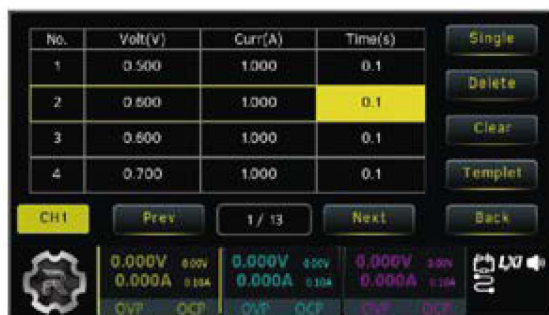 No. Volt(V) Curr(A) Time(s) Single
1 0.500 1.000 0.1
Delete
2 0.600 1.000 0.1
3 0.600 1.000 0.1 Clear
4 0.700 1.000 0.1 Templet
CH1 Prev 1 / 13 Next Back
0.000V 0.000V 0.000V LXI
0.000A 0.000A 0.000A
OVP OCP OVP OCP OVP OCP